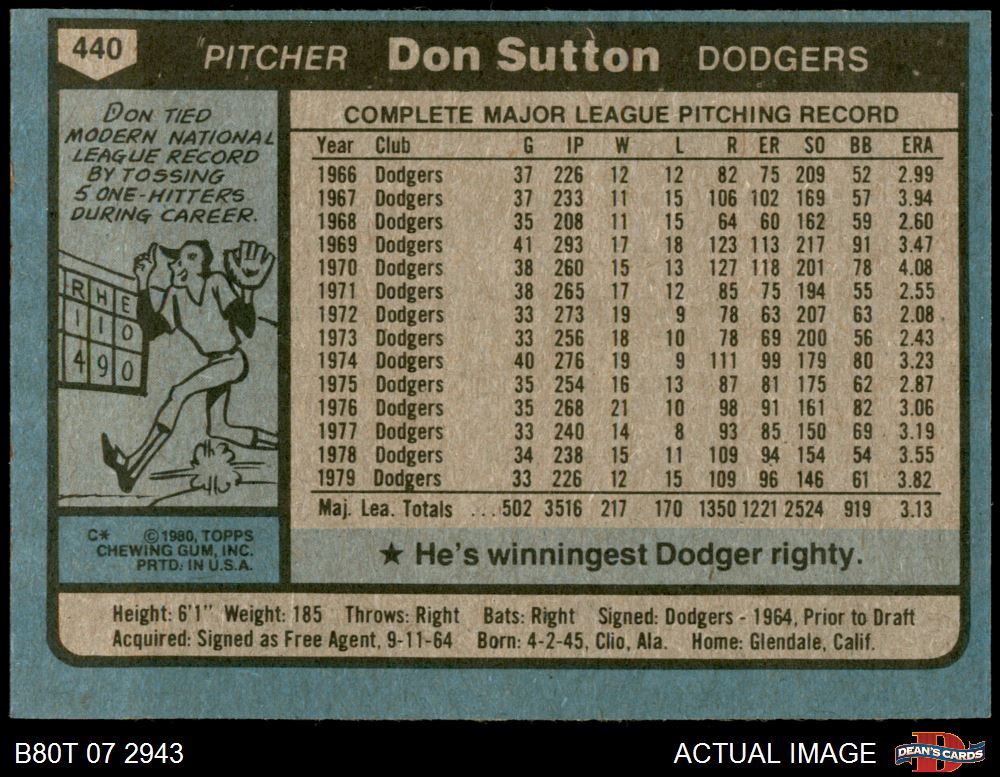 440 PITCHER Don Sutton DODGERS
DON TIED
MODERN NATIONAL
LEAGUE RECORD
BY TOSSING
5 ONE-HITTERS
DURING CAREER.
R H E
1 1 0
4 9 0
C* ©1980, TOPPS
CHEWING GUM, INC.
PRTD. IN U.S.A.
COMPLETE MAJOR LEAGUE PITCHING RECORD
Year Club G IP W L R ER SO BB ERA
1966 Dodgers 37 226 12 12 82 75 209 52 2.99
1967 Dodgers 37 233 11 15 106 102 169 57 3.94
1968 Dodgers 35 208 11 15 64 60 162 59 2.60
1969 Dodgers 41 293 17 18 123 113 217 91 3.47
1970 Dodgers 38 260 15 13 127 118 201 78 4.08
1971 Dodgers 38 265 17 12 85 75 194 55 2.55
1972 Dodgers 33 273 19 9 78 63 207 63 2.08
1973 Dodgers 33 256 18 10 78 69 200 56 2.43
1974 Dodgers 40 276 19 9 111 99 179 80 3.23
1975 Dodgers 35 254 16 13 87 81 175 62 2.87
1976 Dodgers 35 268 21 10 98 91 161 82 3.06
1977 Dodgers 33 240 14 8 93 85 150 69 3.19
1978 Dodgers 34 238 15 11 109 94 154 54 3.55
1979 Dodgers 33 226 12 15 109 96 146 61 3.82
Maj. Lea. Totals ...502 3516 217 170 1350 1221 2524 919 3.13
★ He's winningest Dodger righty.
Height: 6'1" Weight: 185 Throws: Right Bats: Right Signed: Dodgers - 1964, Prior to Draft
Acquired: Signed as Free Agent, 9-11-64 Born: 4-2-45, Clio, Ala. Home: Glendale, Calif.
B80T 07 2943 ACTUAL IMAGE D DEAN'S CARDS